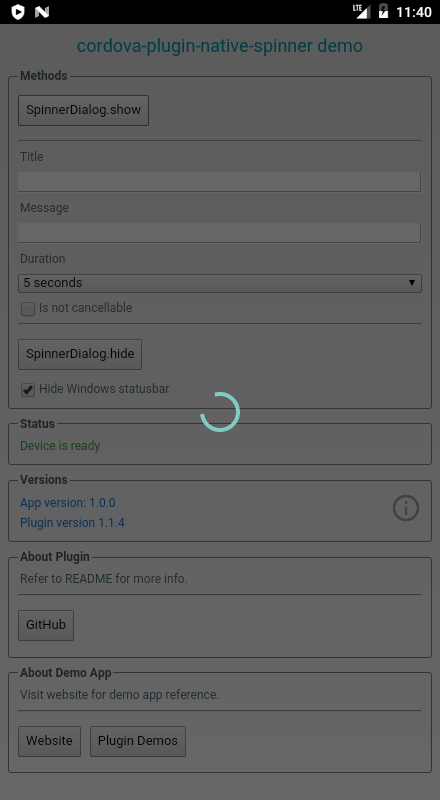 LTE 11:40
cordova-plugin-native-spinner demo
Methods
SpinnerDialog.show
Title
Message
Duration
5 seconds
Is not cancellable
SpinnerDialog.hide
Hide Windows statusbar
Status
Device is ready
Versions
App version: 1.0.0
Plugin version 1.1.4
About Plugin
Refer to README for more info.
GitHub
About Demo App
Visit website for demo app reference.
Website Plugin Demos